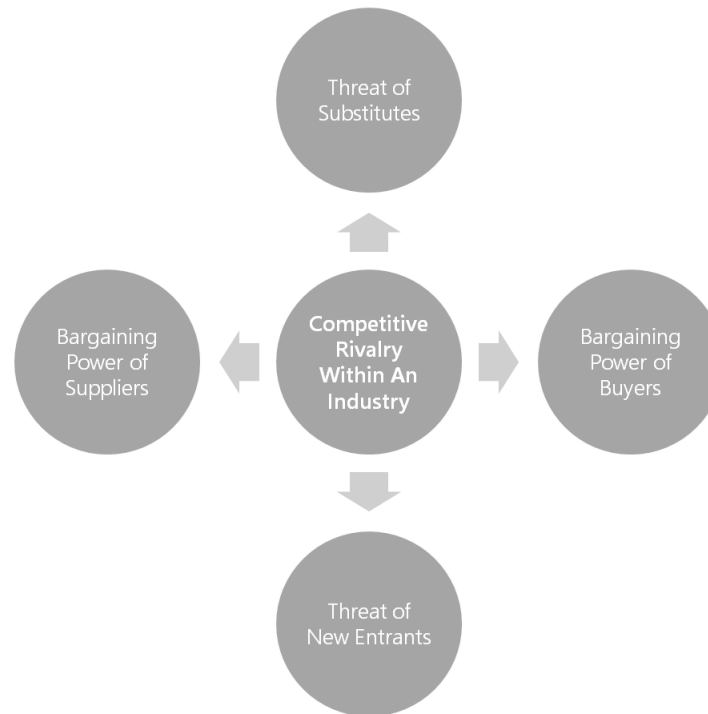 Threat of
Substitutes
Bargaining
Power of
Suppliers
Competitive
Rivalry
Within An
Industry
Bargaining
Power of
Buyers
Threat of
New Entrants